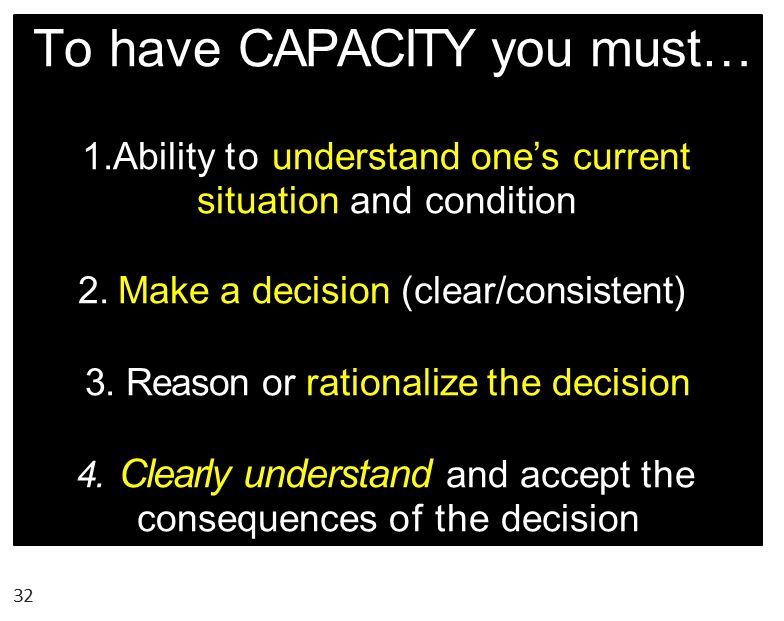 To have CAPACITY you must…
1.Ability to understand one’s current
situation and condition
2. Make a decision (clear/consistent)
3. Reason or rationalize the decision
4. Clearly understand and accept the
consequences of the decision
32